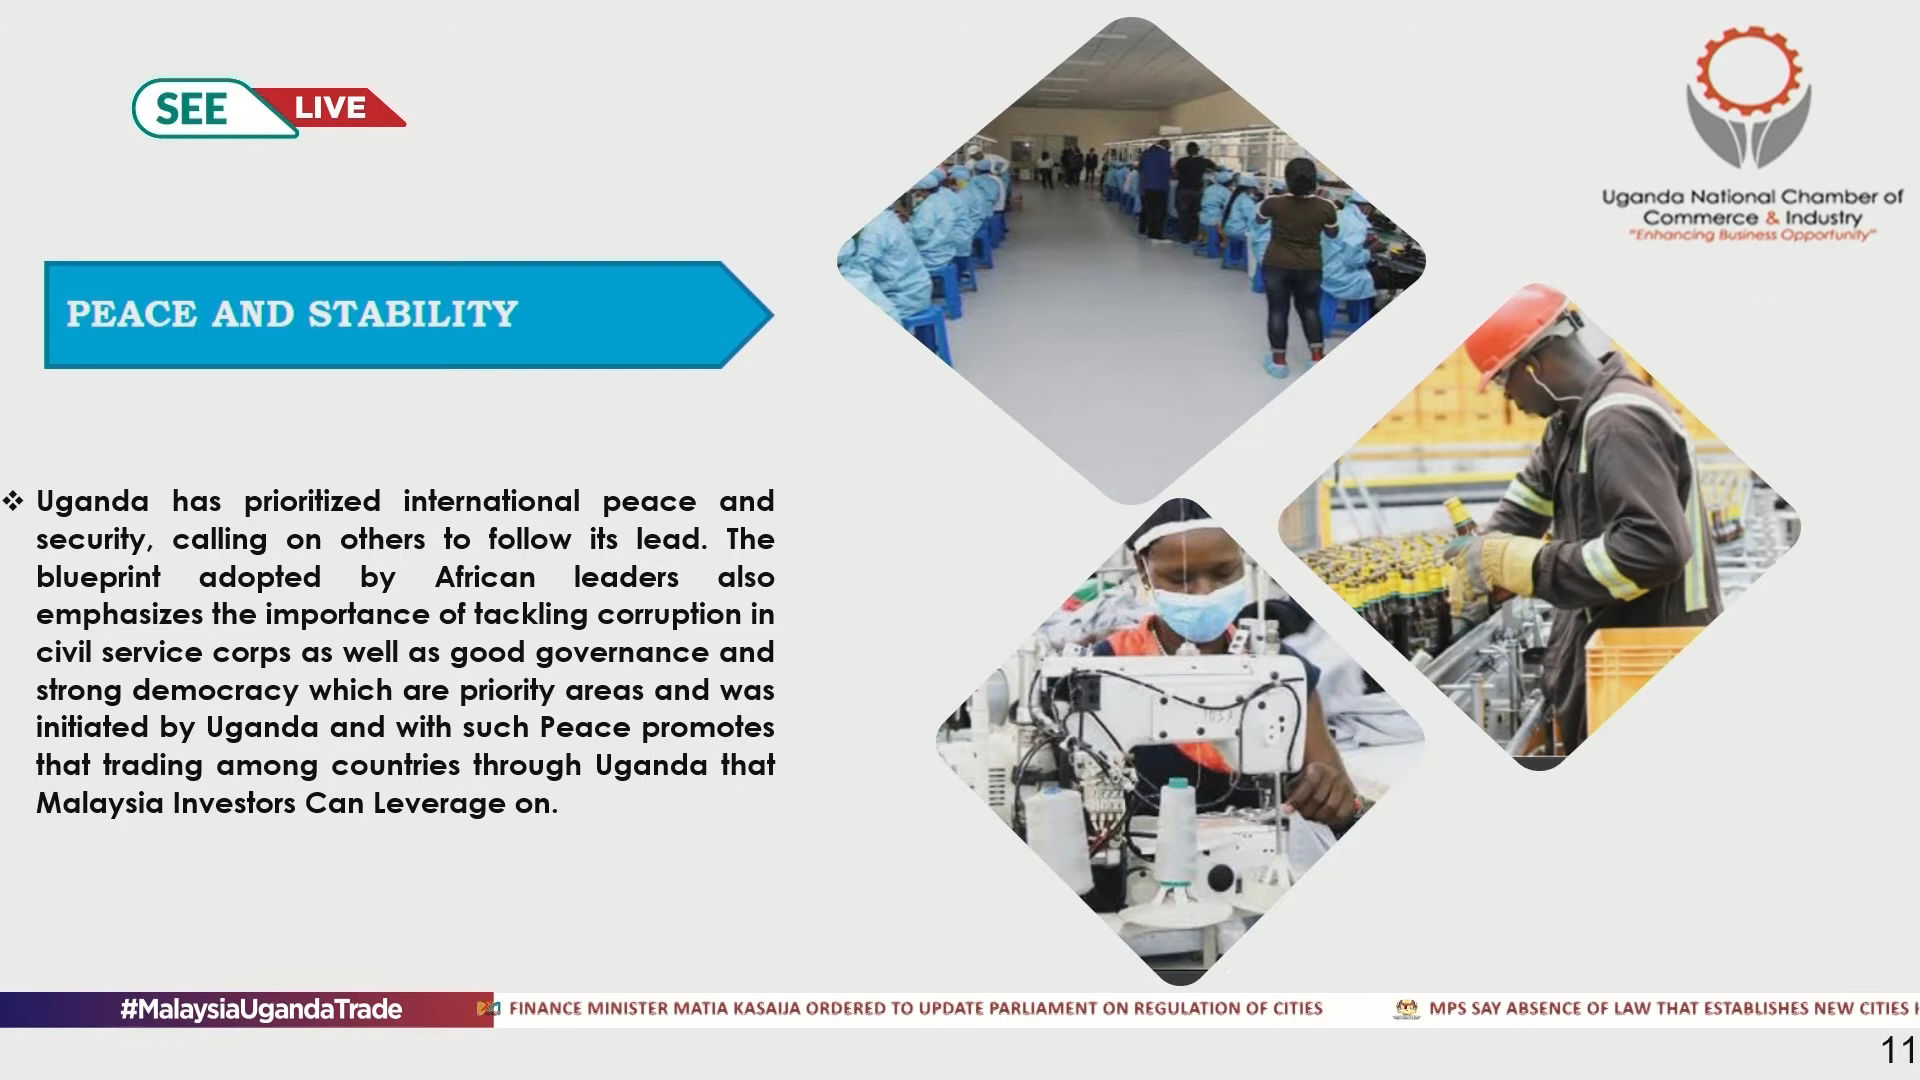 SEE LIVE
Uganda National Chamber of
Commerce & Industry
"Enhancing Business Opportunity"
PEACE AND STABILITY
❖ Uganda has prioritized international peace and
security, calling on others to follow its lead. The
blueprint adopted by African leaders also
emphasizes the importance of tackling corruption in
civil service corps as well as good governance and
strong democracy which are priority areas and was
initiated by Uganda and with such Peace promotes
that trading among countries through Uganda that
Malaysia Investors Can Leverage on.
#MalaysiaUgandaTrade
FINANCE MINISTER MATIA KASAIJA ORDERED TO UPDATE PARLIAMENT ON REGULATION OF CITIES
MPS SAY ABSENCE OF LAW THAT ESTABLISHES NEW CITIES
11